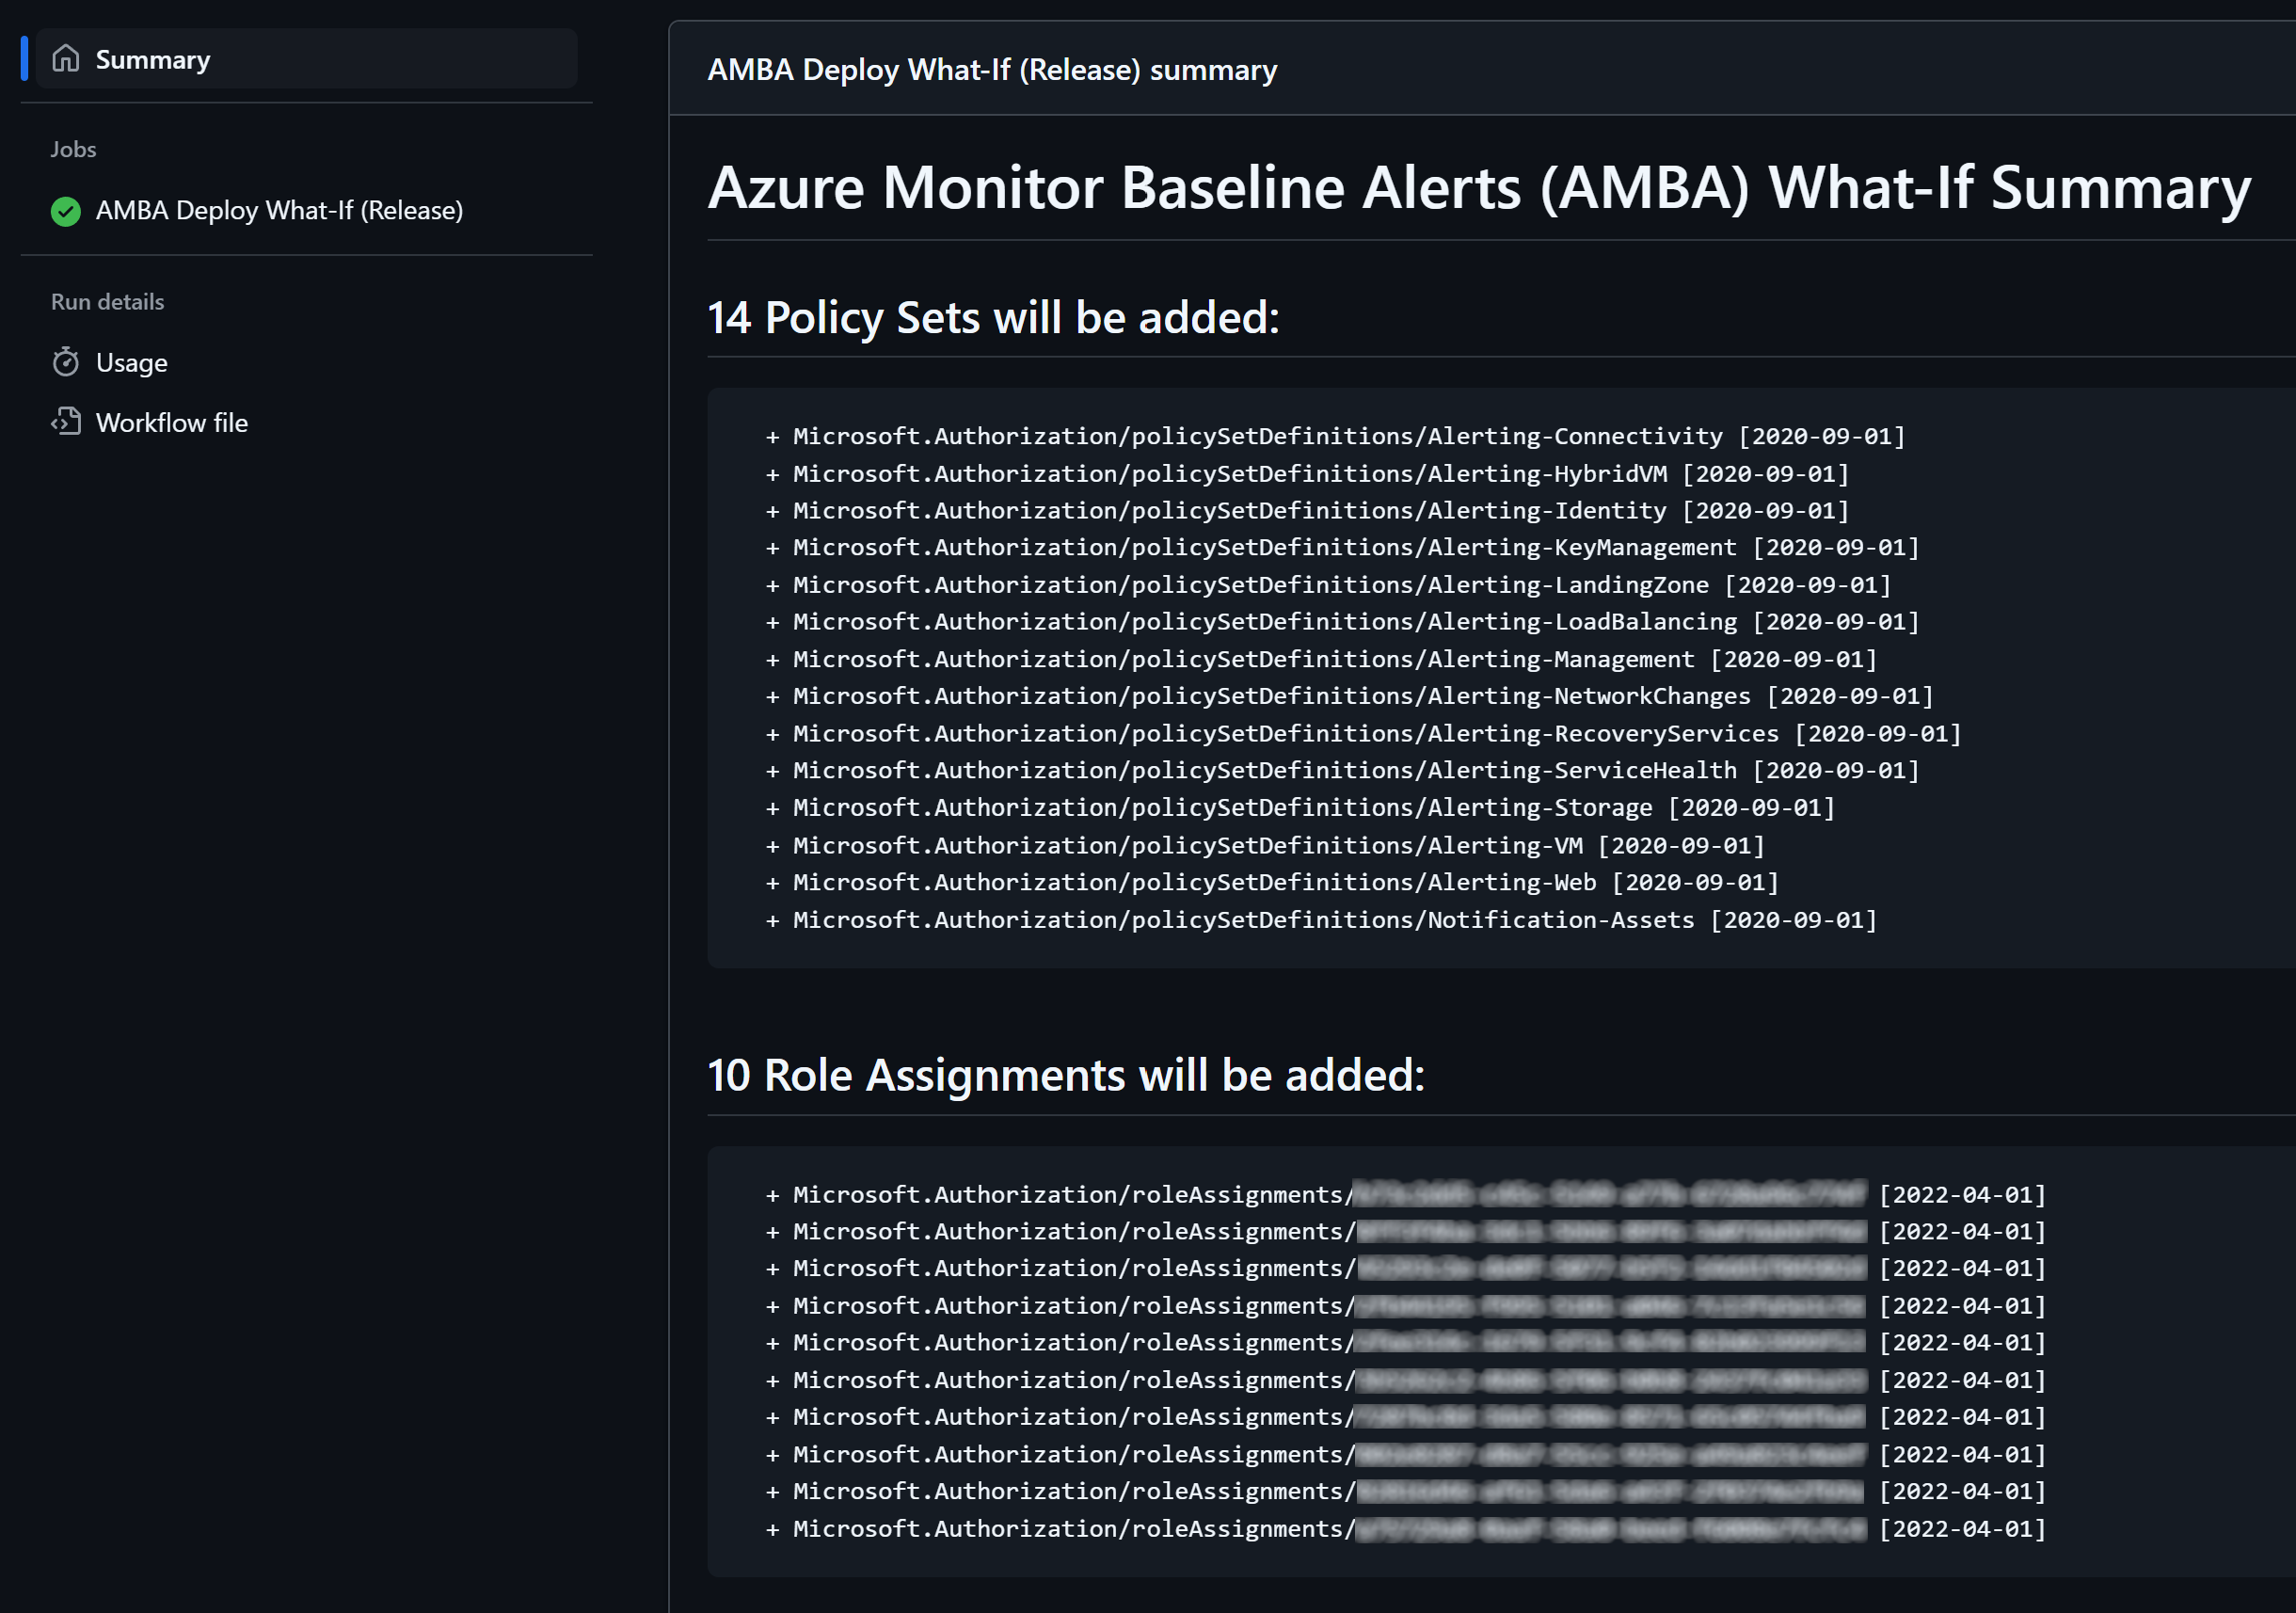 Summary
Jobs
AMBA Deploy What-If (Release)
Run details
Usage
Workflow file
AMBA Deploy What-If (Release) summary
Azure Monitor Baseline Alerts (AMBA) What-If Summary
14 Policy Sets will be added:
+ Microsoft.Authorization/policySetDefinitions/Alerting-Connectivity [2020-09-01]
+ Microsoft.Authorization/policySetDefinitions/Alerting-HybridVM [2020-09-01]
+ Microsoft.Authorization/policySetDefinitions/Alerting-Identity [2020-09-01]
+ Microsoft.Authorization/policySetDefinitions/Alerting-KeyManagement [2020-09-01]
+ Microsoft.Authorization/policySetDefinitions/Alerting-LandingZone [2020-09-01]
+ Microsoft.Authorization/policySetDefinitions/Alerting-LoadBalancing [2020-09-01]
+ Microsoft.Authorization/policySetDefinitions/Alerting-Management [2020-09-01]
+ Microsoft.Authorization/policySetDefinitions/Alerting-NetworkChanges [2020-09-01]
+ Microsoft.Authorization/policySetDefinitions/Alerting-RecoveryServices [2020-09-01]
+ Microsoft.Authorization/policySetDefinitions/Alerting-ServiceHealth [2020-09-01]
+ Microsoft.Authorization/policySetDefinitions/Alerting-Storage [2020-09-01]
+ Microsoft.Authorization/policySetDefinitions/Alerting-VM [2020-09-01]
+ Microsoft.Authorization/policySetDefinitions/Alerting-Web [2020-09-01]
+ Microsoft.Authorization/policySetDefinitions/Notification-Assets [2020-09-01]
10 Role Assignments will be added:
+ Microsoft.Authorization/roleAssignments/ [2022-04-01]
+ Microsoft.Authorization/roleAssignments/ [2022-04-01]
+ Microsoft.Authorization/roleAssignments/ [2022-04-01]
+ Microsoft.Authorization/roleAssignments/ [2022-04-01]
+ Microsoft.Authorization/roleAssignments/ [2022-04-01]
+ Microsoft.Authorization/roleAssignments/ [2022-04-01]
+ Microsoft.Authorization/roleAssignments/ [2022-04-01]
+ Microsoft.Authorization/roleAssignments/ [2022-04-01]
+ Microsoft.Authorization/roleAssignments/ [2022-04-01]
+ Microsoft.Authorization/roleAssignments/ [2022-04-01]